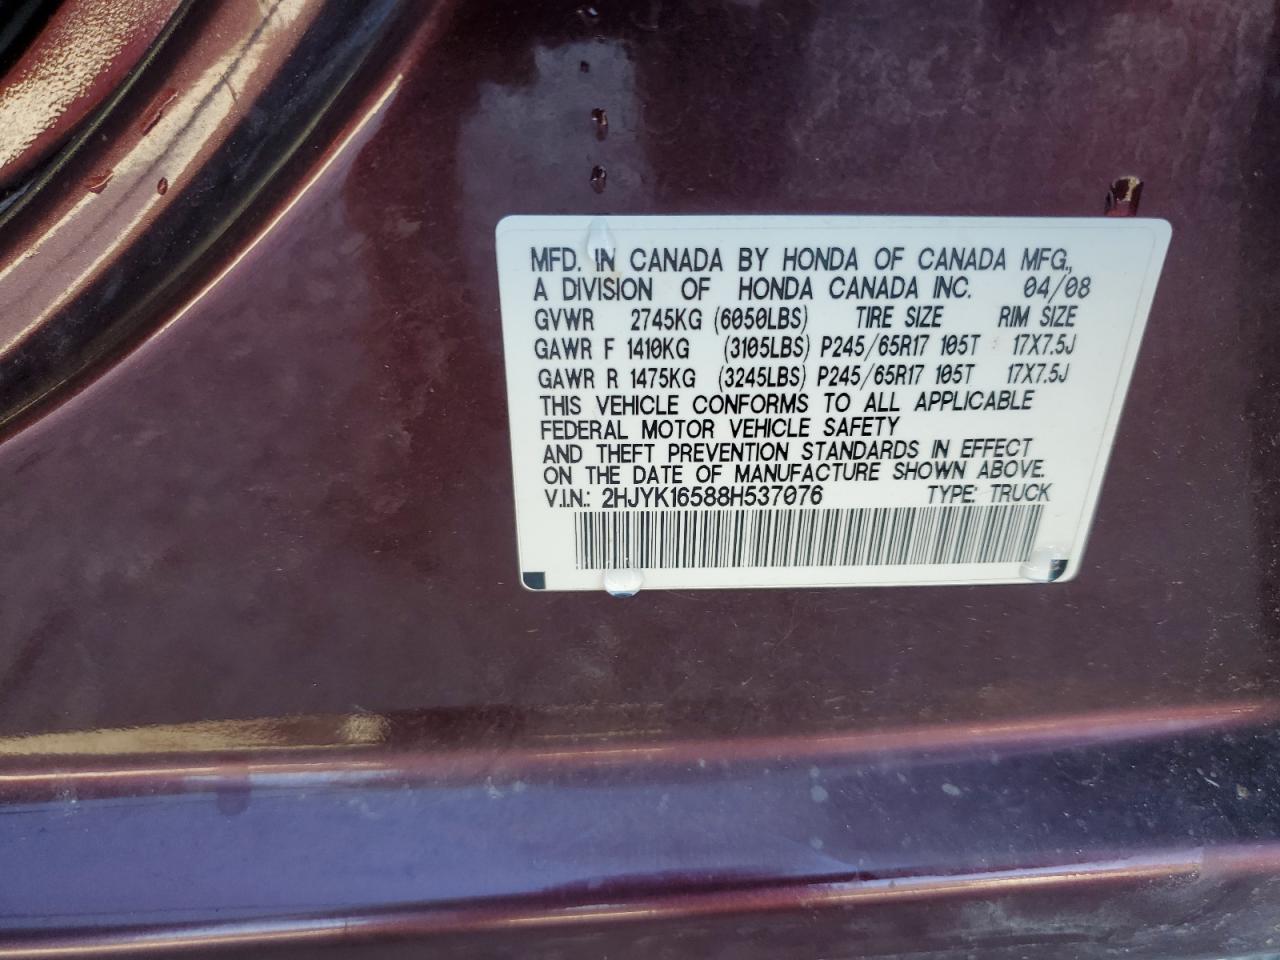 MFD. IN CANADA BY HONDA OF CANADA MFG.,
A DIVISION OF HONDA CANADA INC. 04/08
GVWR 2745KG (6050LBS) TIRE SIZE RIM SIZE
GAWR F 1410KG (3105LBS) P245/65R17 105T 17X7.5J
GAWR R 1475KG (3245LBS) P245/65R17 105T 17X7.5J
THIS VEHICLE CONFORMS TO ALL APPLICABLE
FEDERAL MOTOR VEHICLE SAFETY
AND THEFT PREVENTION STANDARDS IN EFFECT
ON THE DATE OF MANUFACTURE SHOWN ABOVE.
V.I.N.: 2HJYK16588H537076 TYPE: TRUCK